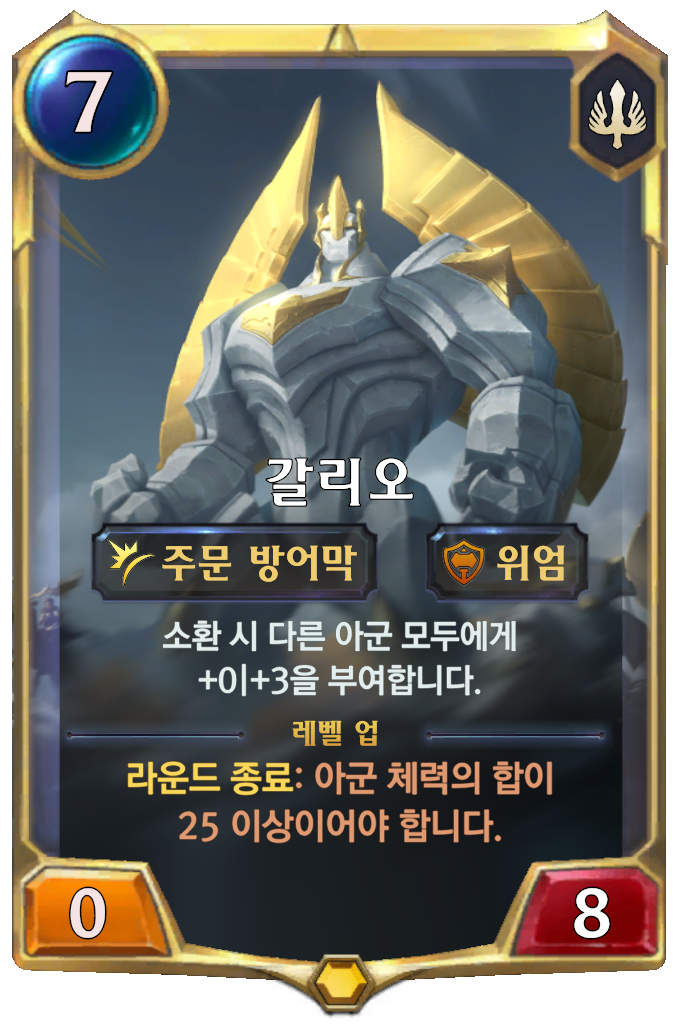 7
갈리오
주문 방어막 위엄
소환 시 다른 아군 모두에게
+0|+3을 부여합니다.
레벨 업
라운드 종료: 아군 체력의 합이
25 이상이어야 합니다.
0 8